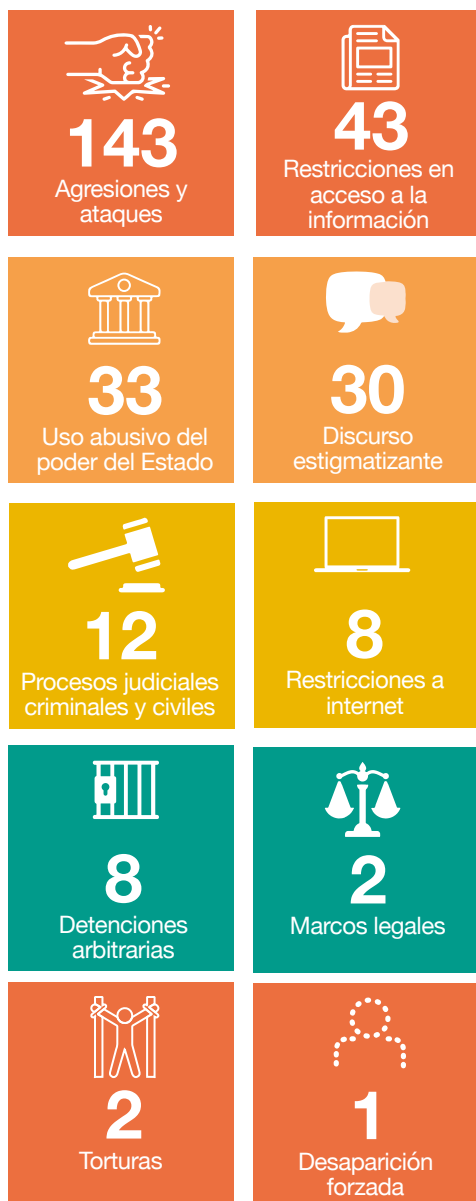 143
Agresiones y
ataques
43
Restricciones en
acceso a la
información
33
Uso abusivo del
poder del Estado
30
Discurso
estigmatizante
12
Procesos judiciales
criminales y civiles
8
Restricciones a
internet
8
Detenciones
arbitrarias
2
Marcos legales
2
Torturas
1
Desaparición
forzada